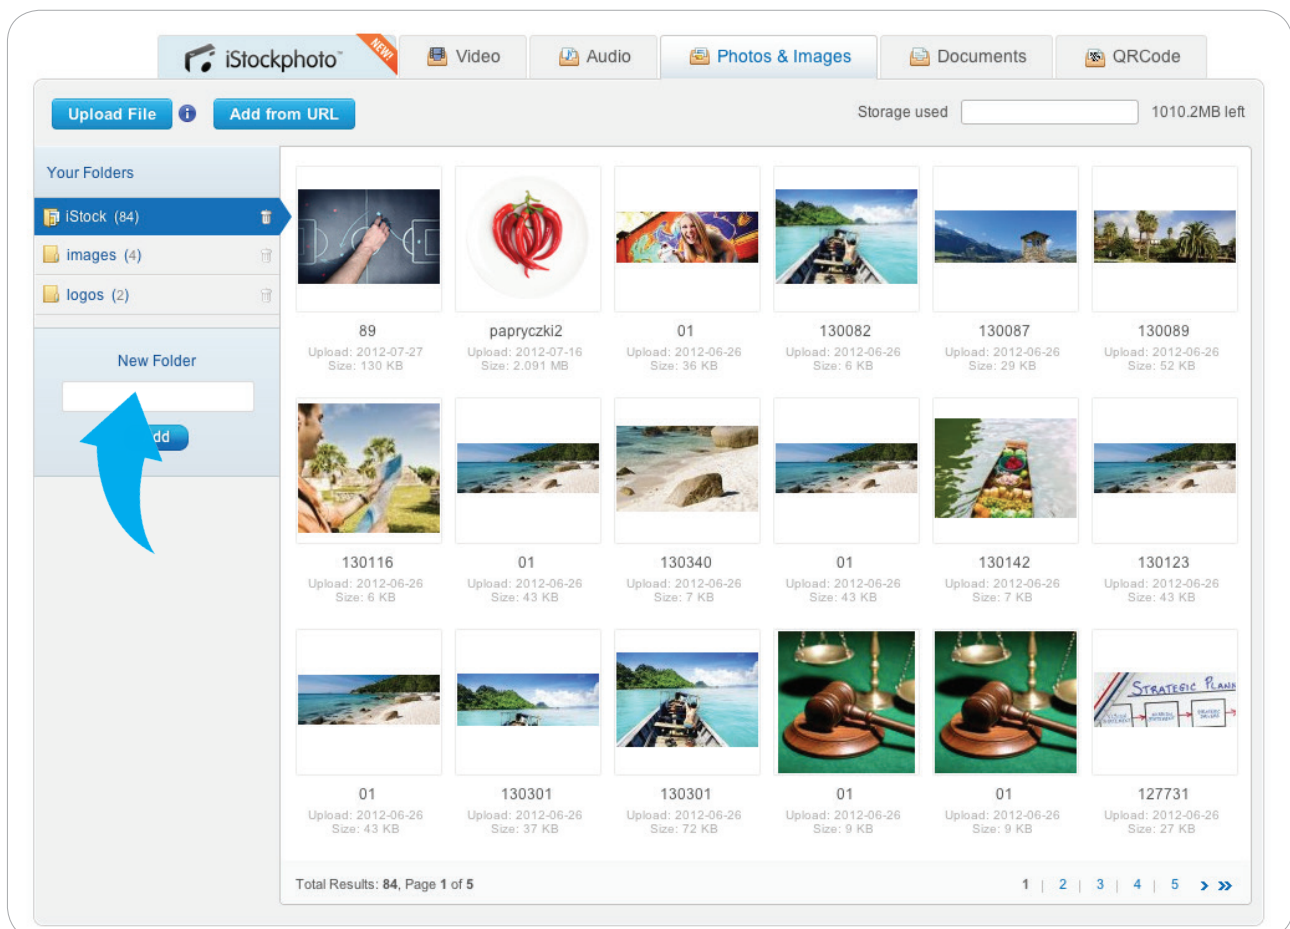 iStockphoto™ NEW! Video Audio Photos & Images Documents QRCode
Upload File i Add from URL Storage used 1010.2MB left
Your Folders
iStock (84)
images (4)
logos (2)
New Folder
dd
89 papryczki2 01 130082 130087 130089
Upload: 2012-07-27 Upload: 2012-07-16 Upload: 2012-06-26 Upload: 2012-06-26 Upload: 2012-06-26 Upload: 2012-06-26
Size: 130 KB Size: 2.091 MB Size: 36 KB Size: 6 KB Size: 29 KB Size: 52 KB
130116 01 130340 01 130142 130123
Upload: 2012-06-26 Upload: 2012-06-26 Upload: 2012-06-26 Upload: 2012-06-26 Upload: 2012-06-26 Upload: 2012-06-26
Size: 6 KB Size: 43 KB Size: 7 KB Size: 43 KB Size: 7 KB Size: 43 KB
STRATEGIC PLANN
01 130301 130301 01 01 127731
Upload: 2012-06-26 Upload: 2012-06-26 Upload: 2012-06-26 Upload: 2012-06-26 Upload: 2012-06-26 Upload: 2012-06-26
Size: 43 KB Size: 37 KB Size: 72 KB Size: 9 KB Size: 9 KB Size: 27 KB
Total Results: 84, Page 1 of 5 1 | 2 | 3 | 4 | 5 > >>